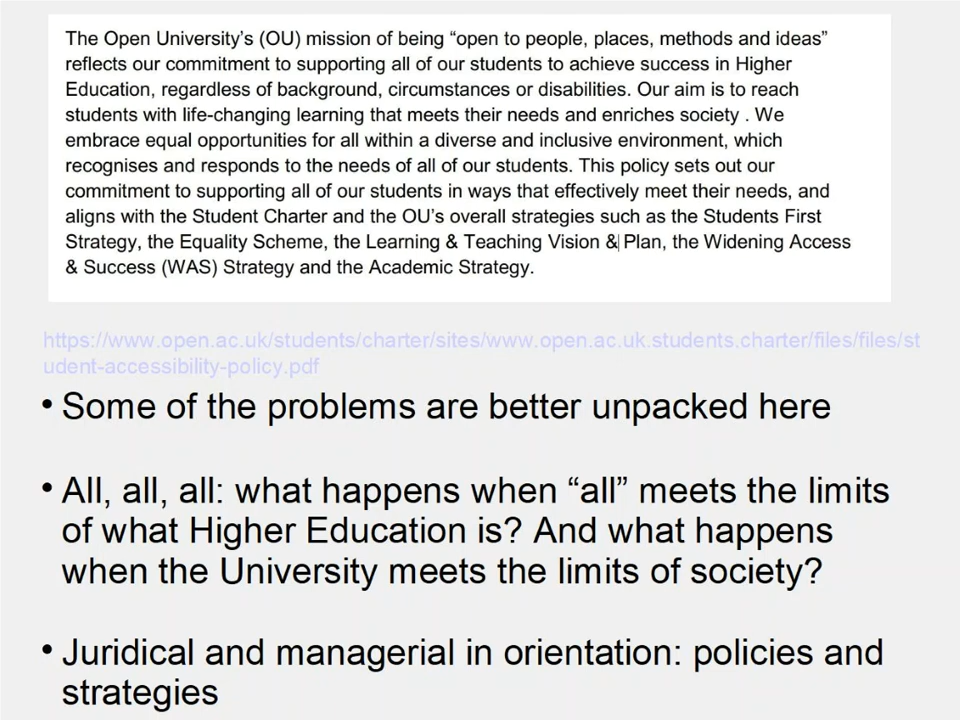 The Open University's (OU) mission of being “open to people, places, methods and ideas”
reflects our commitment to supporting all of our students to achieve success in Higher
Education, regardless of background, circumstances or disabilities. Our aim is to reach
students with life-changing learning that meets their needs and enriches society . We
embrace equal opportunities for all within a diverse and inclusive environment, which
recognises and responds to the needs of all of our students. This policy sets out our
commitment to supporting all of our students in ways that effectively meet their needs, and
aligns with the Student Charter and the OU's overall strategies such as the Students First
Strategy, the Equality Scheme, the Learning & Teaching Vision & Plan, the Widening Access
& Success (WAS) Strategy and the Academic Strategy.
https://www.open.ac.uk/students/charter/sites/www.open.ac.uk.students.charter/files/files/st
udent-accessibility-policy.pdf
• Some of the problems are better unpacked here
• All, all, all: what happens when “all” meets the limits
of what Higher Education is? And what happens
when the University meets the limits of society?
• Juridical and managerial in orientation: policies and
strategies